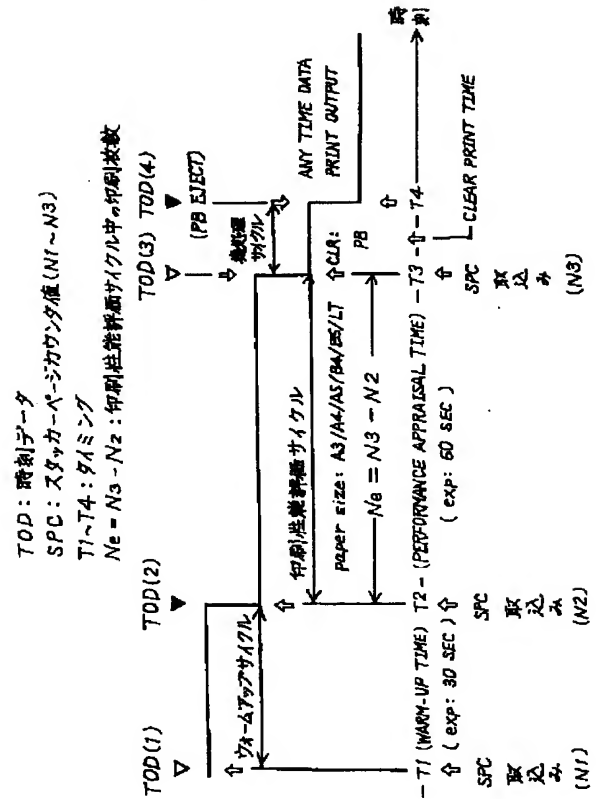 TOD：時刻データ
SPC：スタッカーページカウンタ値(N1～N3)
T1～T4：タイミング
Ne = N3 - N2：印刷性能評価サイクル中の印刷枚数
TOD(1)
TOD(2)
TOD(3)
TOD(4)
(PB EJECT)
ウォームアップサイクル
後処理
サイクル
印刷性能評価サイクル
CLR:
PB
ANY TIME DATA
PRINT OUTPUT
paper size: A3/A4/A5/B4/B5/LT
Ne = N3 - N2
T1 (WARM-UP TIME) T2 - (PERFORMANCE APPRAISAL TIME) - T3 - T4
時刻
(exp: 30 SEC)
(exp: 60 SEC)
CLEAR PRINT TIME
SPC
取込み
(N1)
SPC
取込み
(N2)
SPC
取込み
(N3)